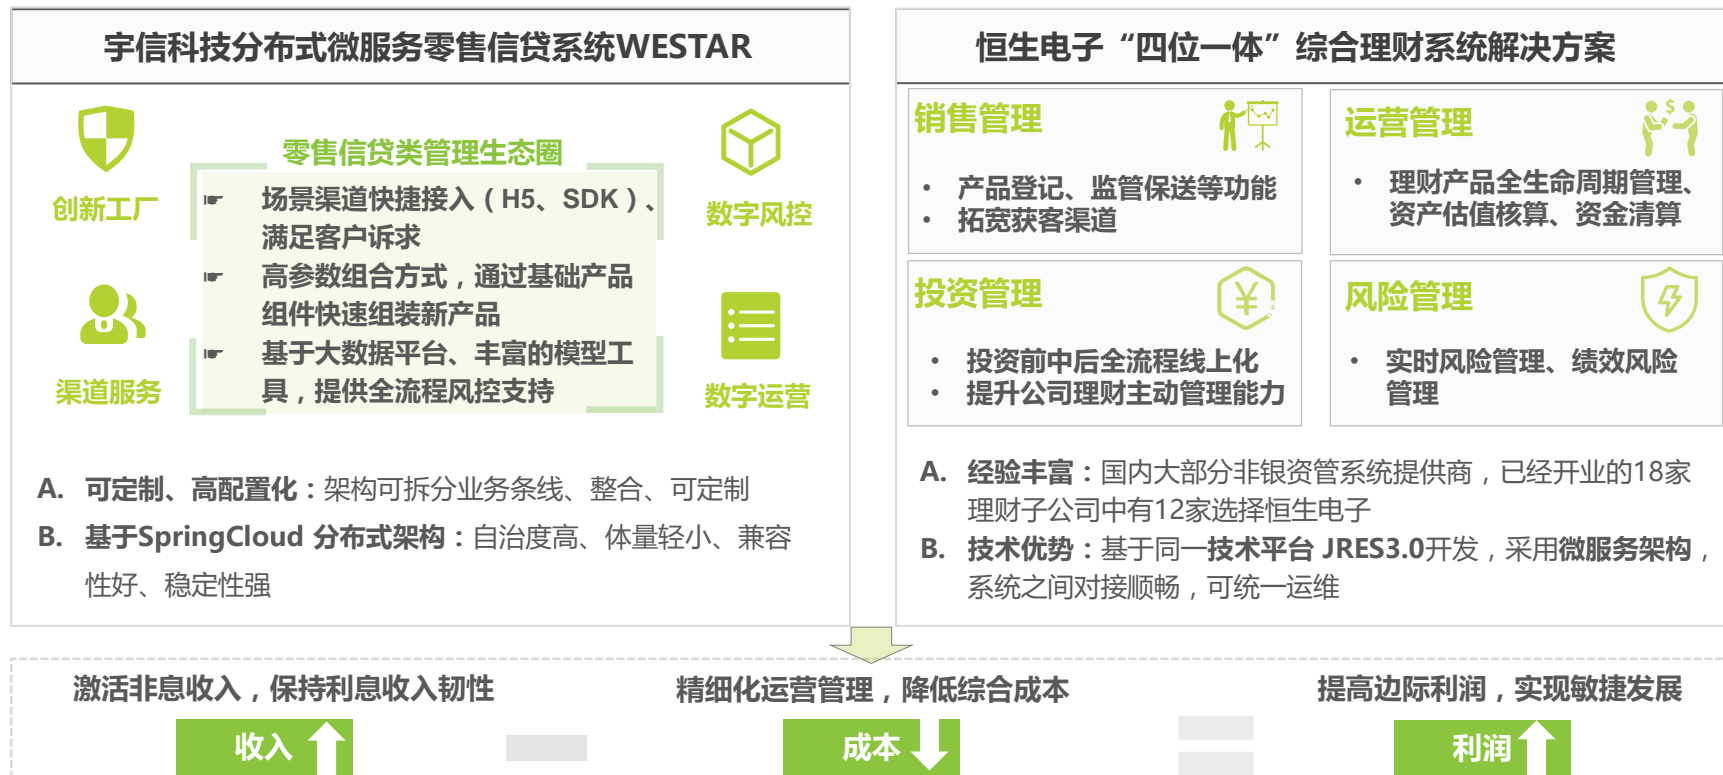 宇信科技分布式微服务零售信贷系统WESTAR
创新工厂
渠道服务
零售信贷类管理生态圈
☛ 场景渠道快捷接入（H5、SDK）、
满足客户诉求
☛ 高参数组合方式，通过基础产品
组件快速组装新产品
☛ 基于大数据平台、丰富的模型工
具，提供全流程风控支持
数字风控
数字运营
A. 可定制、高配置化：架构可拆分业务条线、整合、可定制
B. 基于SpringCloud 分布式架构：自治度高、体量轻小、兼容
性好、稳定性强
恒生电子“四位一体”综合理财系统解决方案
销售管理
• 产品登记、监管保送等功能
• 拓宽获客渠道
运营管理
• 理财产品全生命周期管理、
资产估值核算、资金清算
投资管理
• 投资前中后全流程线上化
• 提升公司理财主动管理能力
风险管理
• 实时风险管理、绩效风险
管理
A. 经验丰富：国内大部分非银资管系统提供商，已经开业的18家
理财子公司中有12家选择恒生电子
B. 技术优势：基于同一技术平台 JRES3.0开发，采用微服务架构，
系统之间对接顺畅，可统一运维
激活非息收入，保持利息收入韧性
收入
精细化运营管理，降低综合成本
成本
提高边际利润，实现敏捷发展
利润